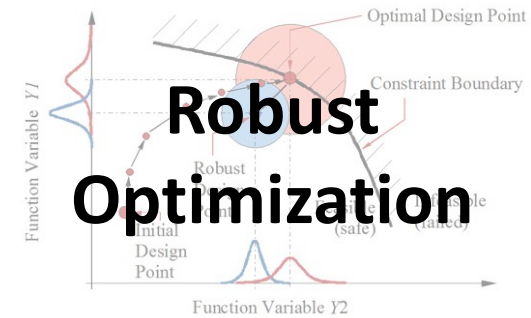 Optimal Design Point
Constraint Boundary
Function Variable Y1
Robust
Optimization
Robust
Point
Initial
Design
Point
(safe)
(failed)
Function Variable Y2